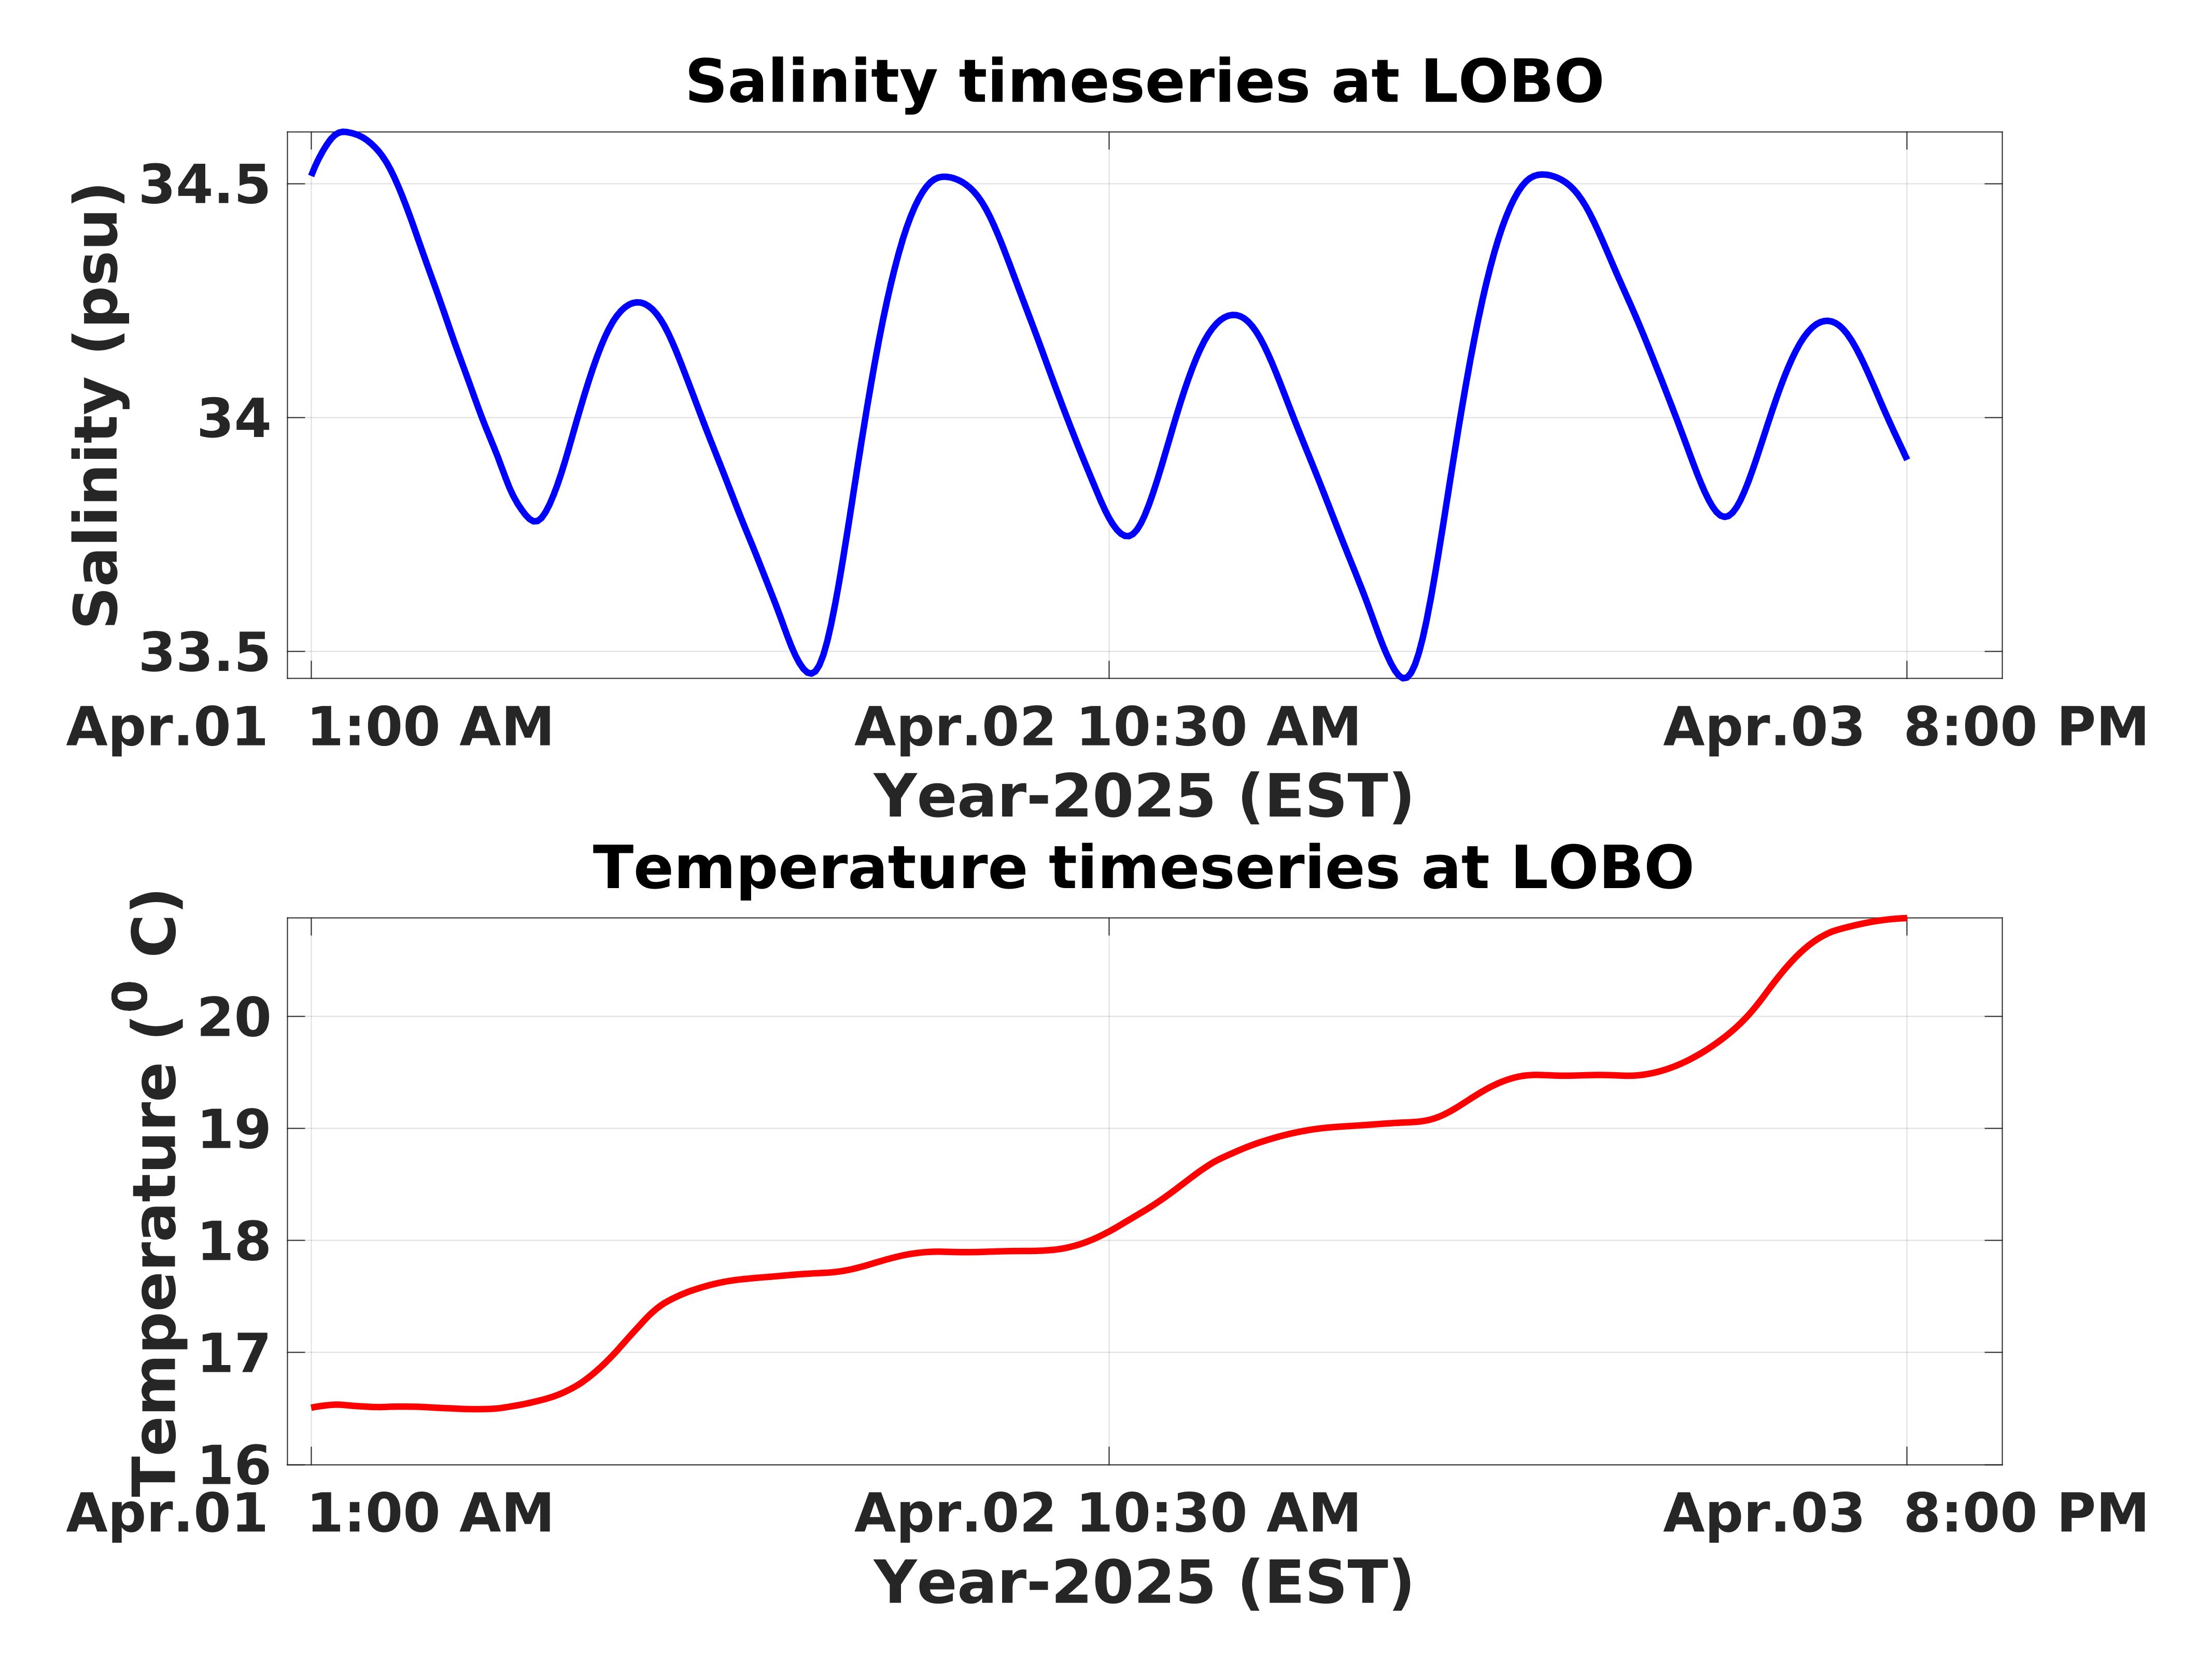 Salinity timeseries at LOBO
Salinity (psu)
34.5
34
33.5
Apr.01  1:00 AM Apr.02 10:30 AM Apr.03  8:00 PM
Year-2025 (EST)
Temperature timeseries at LOBO
Temperature (⁰ C)
20
19
18
17
16
Apr.01  1:00 AM Apr.02 10:30 AM Apr.03  8:00 PM
Year-2025 (EST)